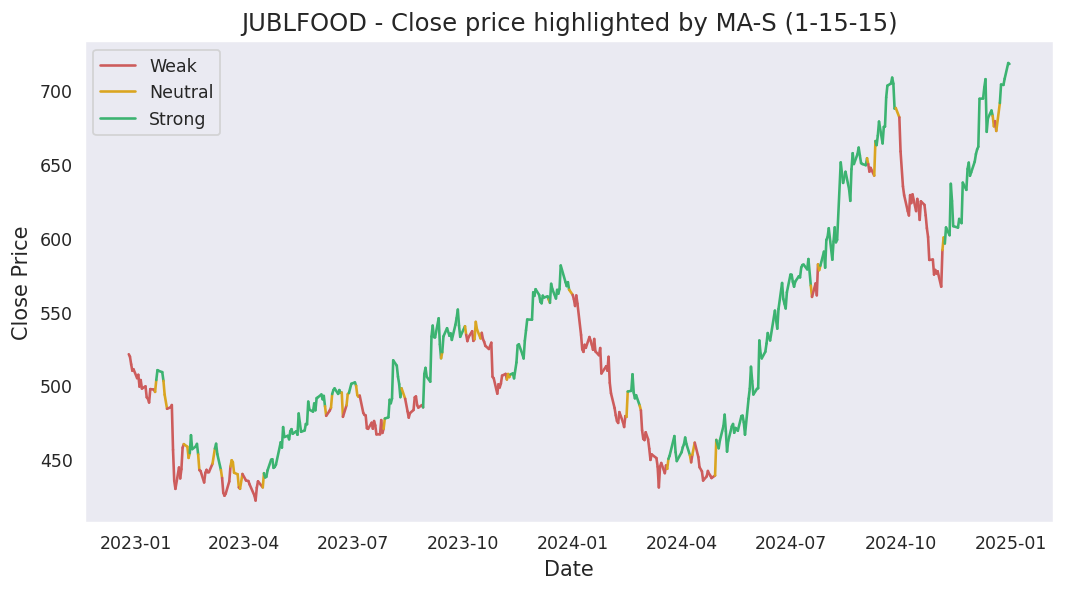 JUBLFOOD - Close price highlighted by MA-S (1-15-15)
Weak
Neutral
Strong
Close Price
700
650
600
550
500
450
2023-01 2023-04 2023-07 2023-10 2024-01 2024-04 2024-07 2024-10 2025-01
Date